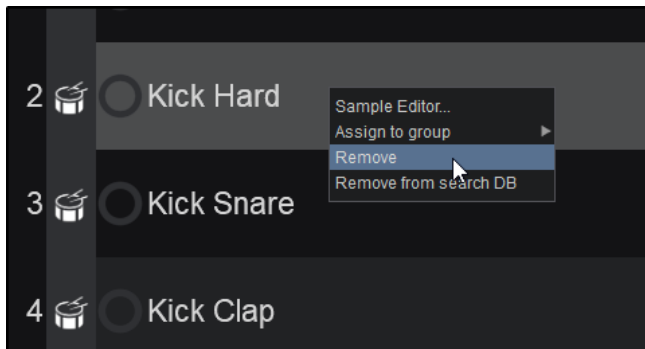 2 Kick Hard
Sample Editor...
Assign to group
Remove
Remove from search DB
3 Kick Snare
4 Kick Clap